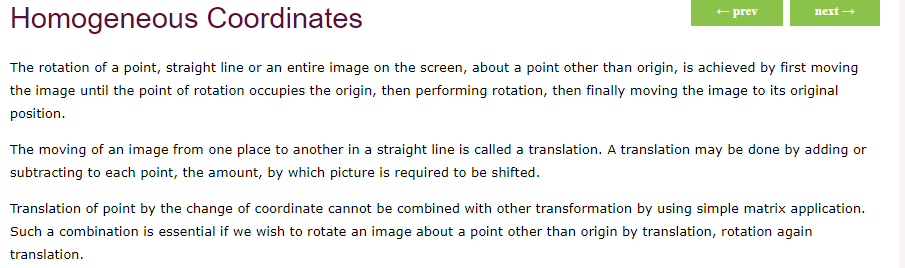 Homogeneous Coordinates
← prev
next →
The rotation of a point, straight line or an entire image on the screen, about a point other than origin, is achieved by first moving
the image until the point of rotation occupies the origin, then performing rotation, then finally moving the image to its original
position.
The moving of an image from one place to another in a straight line is called a translation. A translation may be done by adding or
subtracting to each point, the amount, by which picture is required to be shifted.
Translation of point by the change of coordinate cannot be combined with other transformation by using simple matrix application.
Such a combination is essential if we wish to rotate an image about a point other than origin by translation, rotation again
translation.